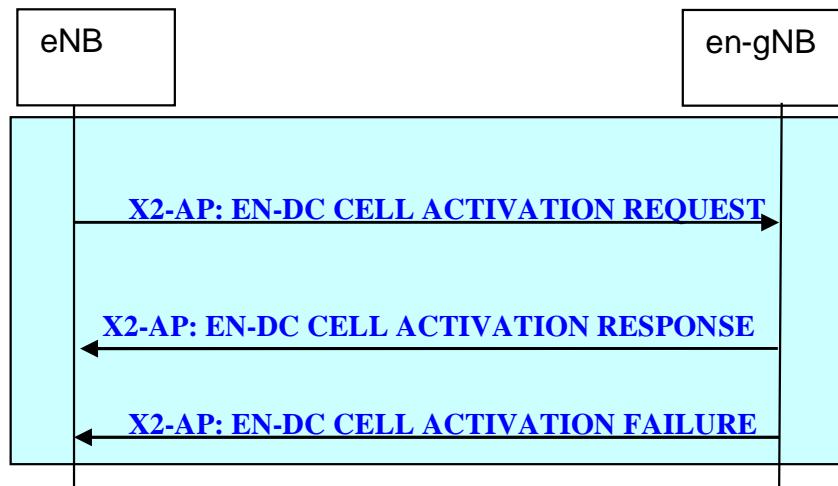 eNB
en-gNB
X2-AP: EN-DC CELL ACTIVATION REQUEST
X2-AP: EN-DC CELL ACTIVATION RESPONSE
X2-AP: EN-DC CELL ACTIVATION FAILURE